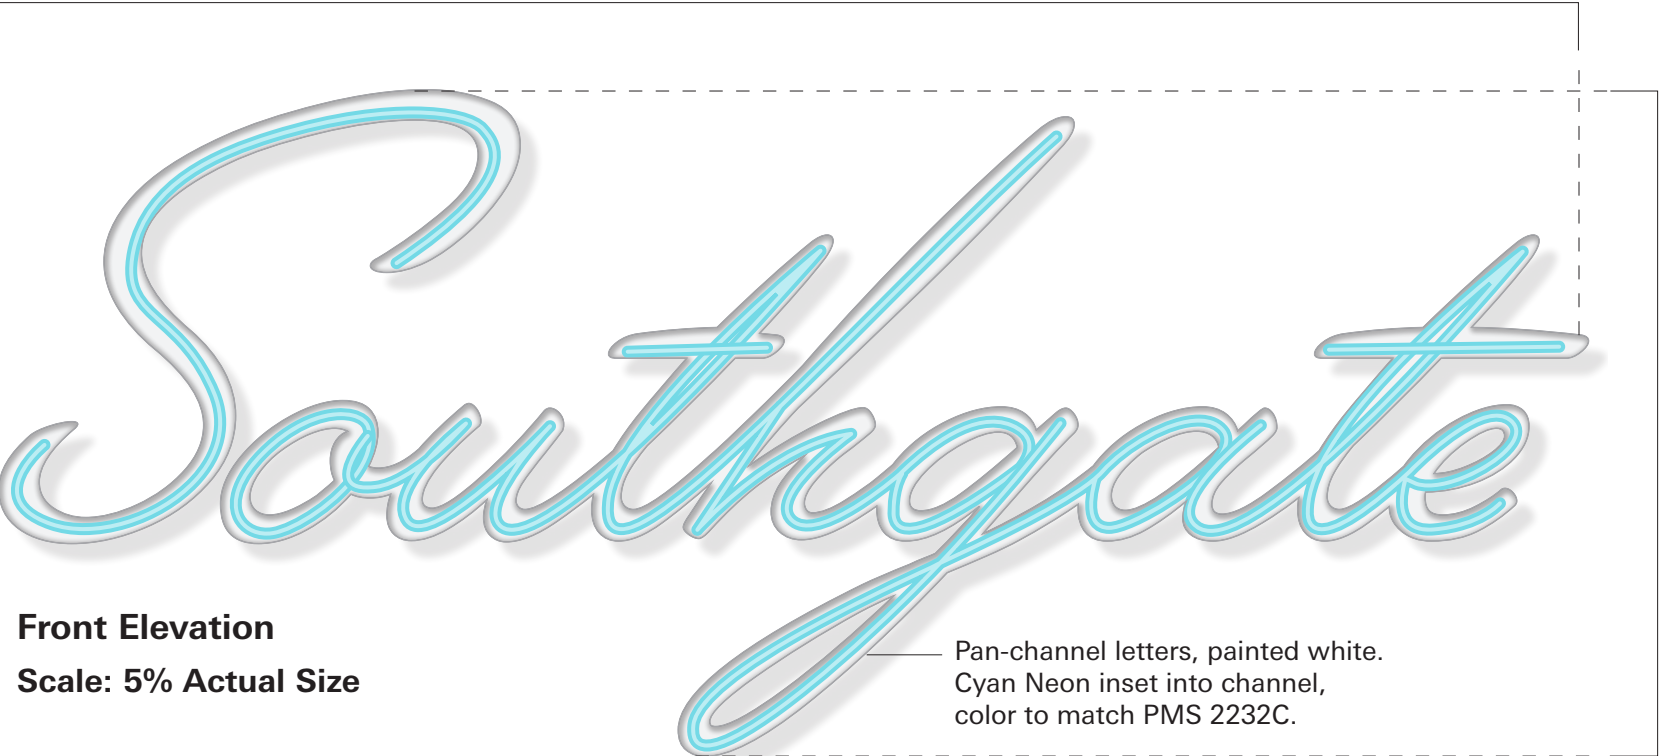 Southgate
Front Elevation
Scale: 5% Actual Size
Pan-channel letters, painted white.
Cyan Neon inset into channel,
color to match PMS 2232C.